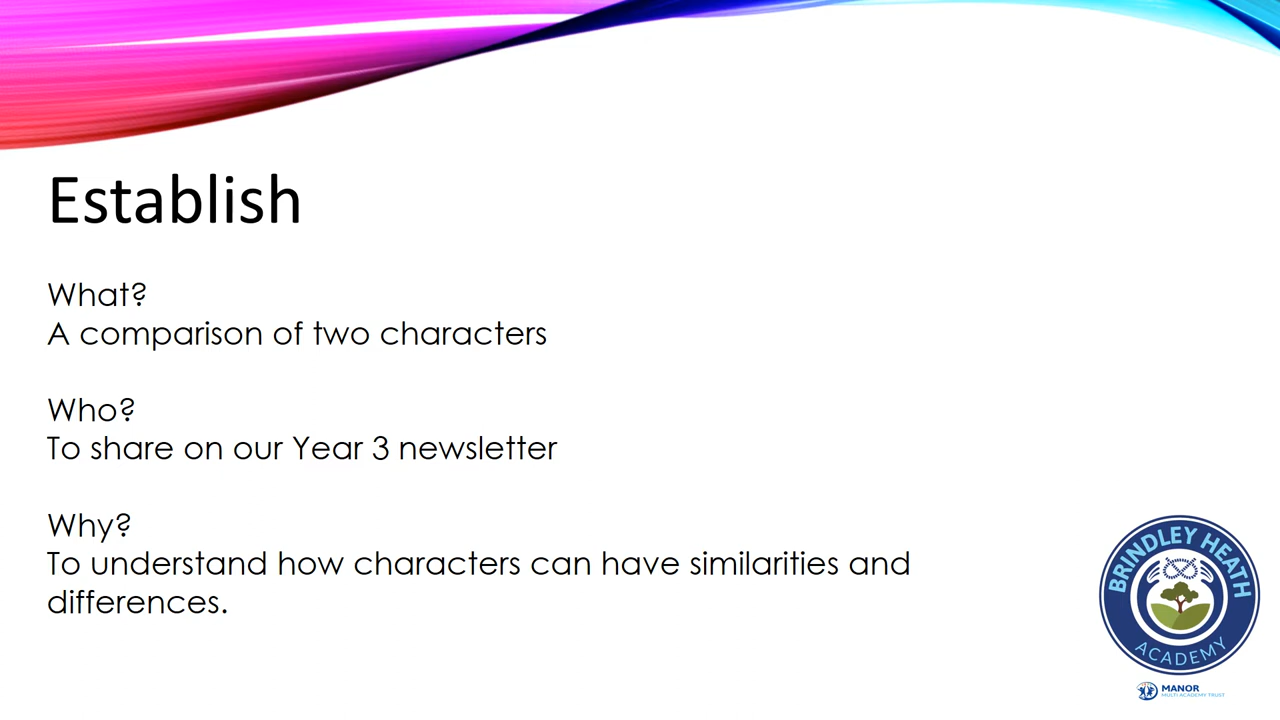 Establish
What?
A comparison of two characters
Who?
To share on our Year 3 newsletter
Why?
To understand how characters can have similarities and
differences.
BRINDLEY HEATH
ACADEMY
MANOR
MULTI ACADEMY TRUST